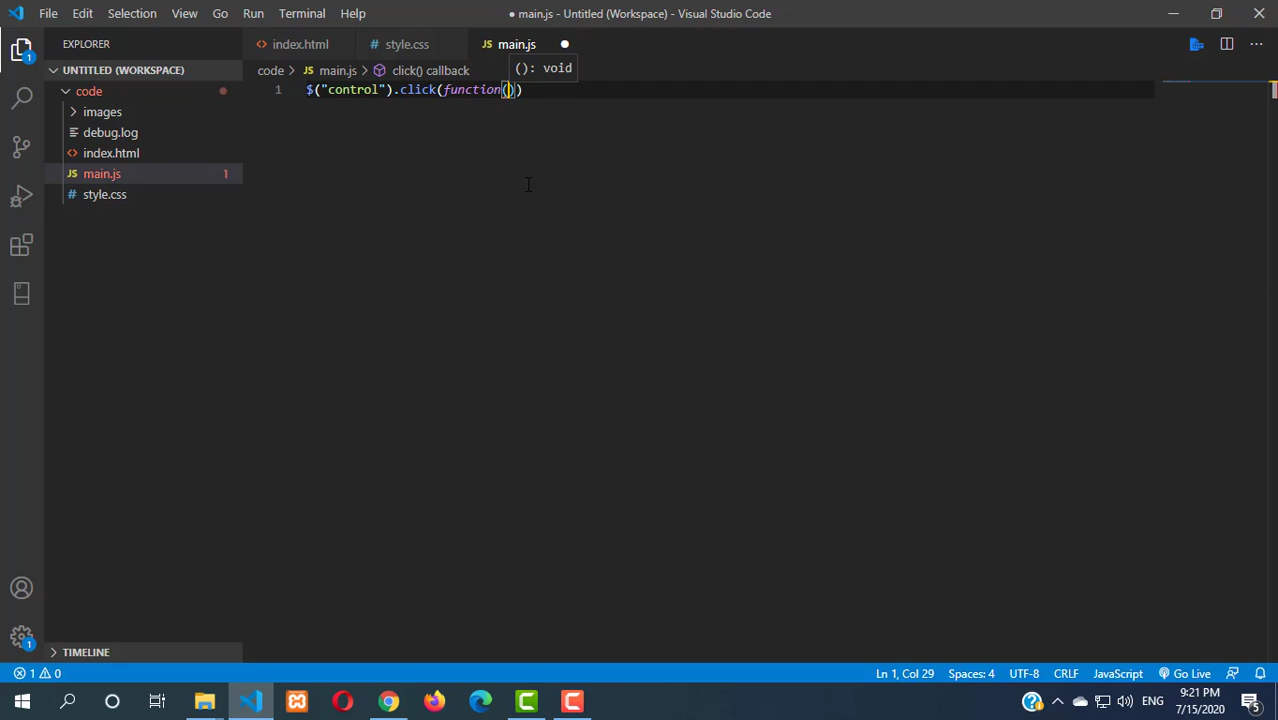 File Edit Selection View Go Run Terminal Help
● main.js - Untitled (Workspace) - Visual Studio Code
EXPLORER
index.html
style.css
main.js
1
UNTITLED (WORKSPACE)
code
images
debug.log
index.html
main.js 1
style.css
code > main.js > click() callback
(): void
1 $("control").click(function())
TIMELINE
1
1 0
Ln 1, Col 29 Spaces: 4 UTF-8 CRLF JavaScript Go Live
ENG
9:21 PM
7/15/2020
5